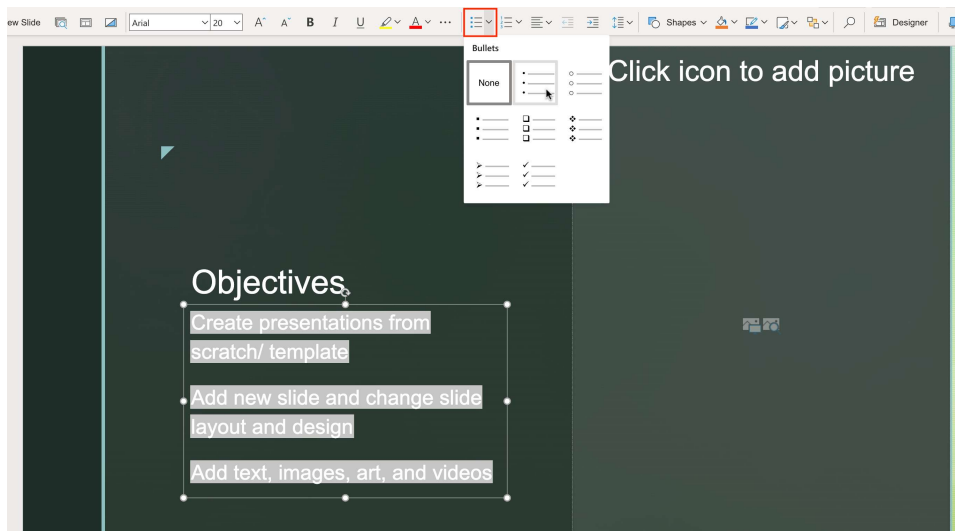 ew Slide
Arial
20
A
A
B
I
U
A
Shapes
Designer
Bullets
None
Click icon to add picture
Objectives
Create presentations from
scratch/ template
Add new slide and change slide
layout and design
Add text, images, art, and videos